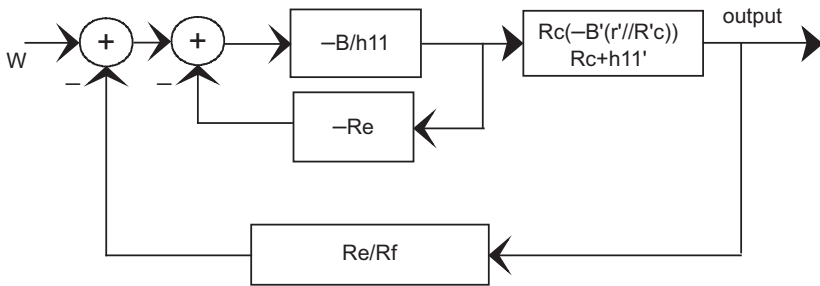 output
+
+
–B/h11
Rc(–B'(r'//R'c))
Rc+h11'
W
–
–
–Re
Re/Rf